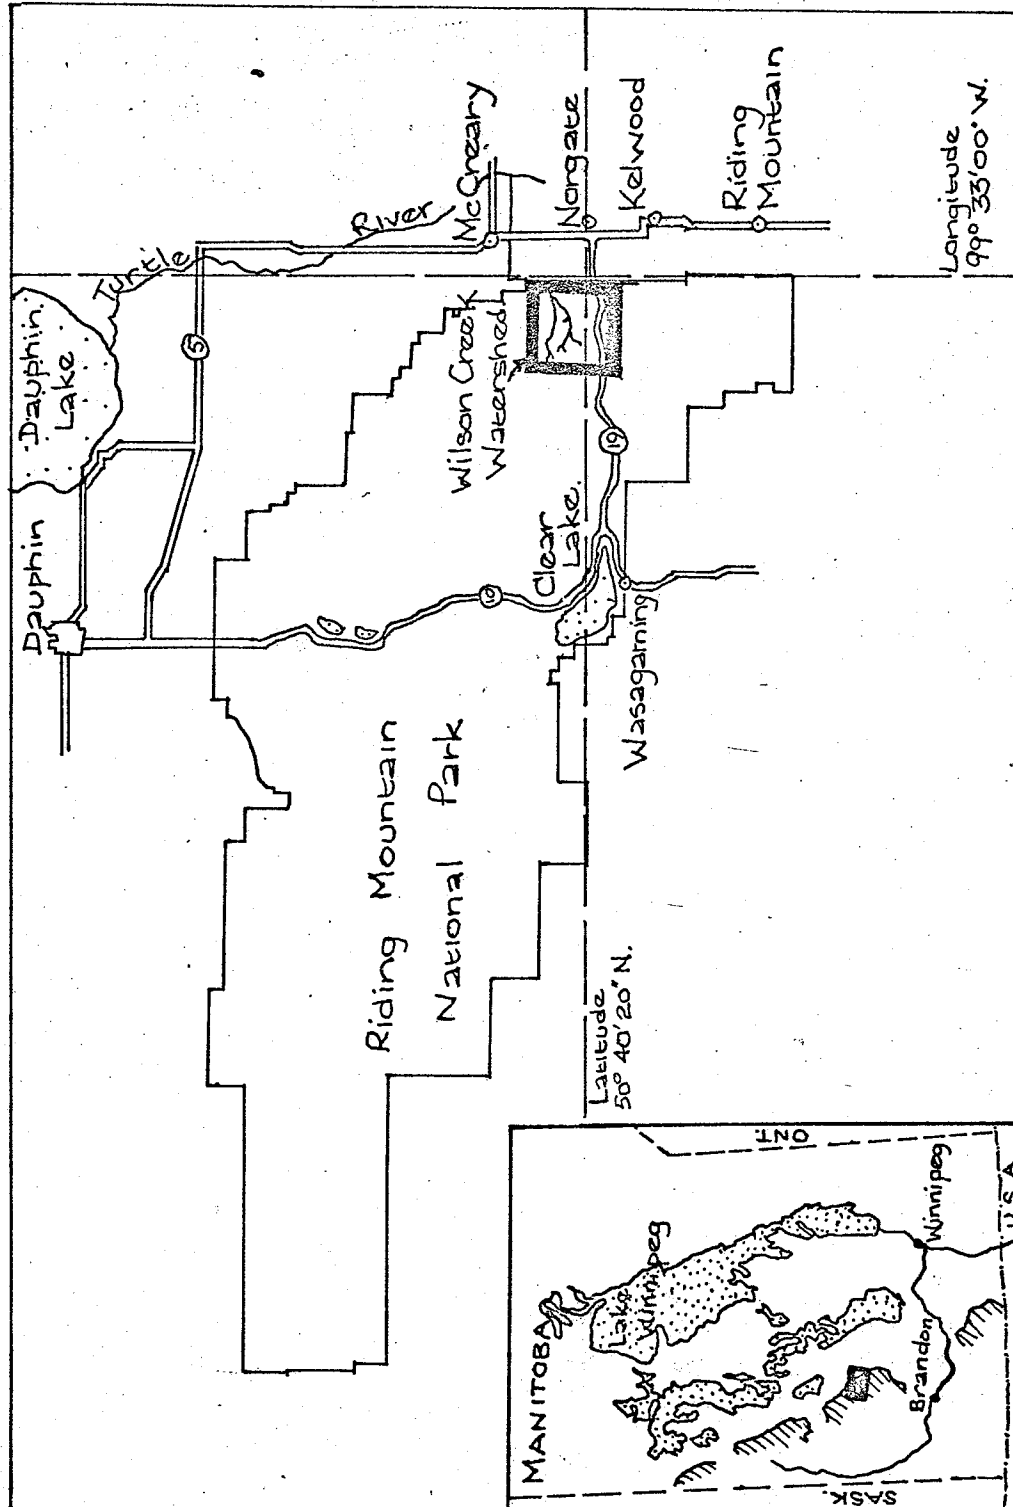 Dauphin
Lake
Dauphin
Turtle
River
5
McCreary
Wilson Creek
Watershed
Norgate
Kelwood
Riding
Mountain
10
19
Clear
Lake.
Wasagaming
Riding Mountain
National Park
Latitude
50° 40' 20" N.
Longitude
99° 33' 00" W.
MANITOBA
Lake
Winnipeg
Winnipeg
Brandon
ONT.
SASK.
U.S.A.